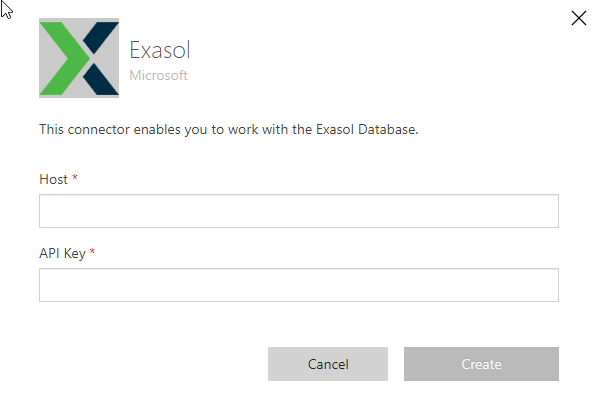 Exasol
Microsoft
This connector enables you to work with the Exasol Database.
Host *
API Key *
Cancel
Create